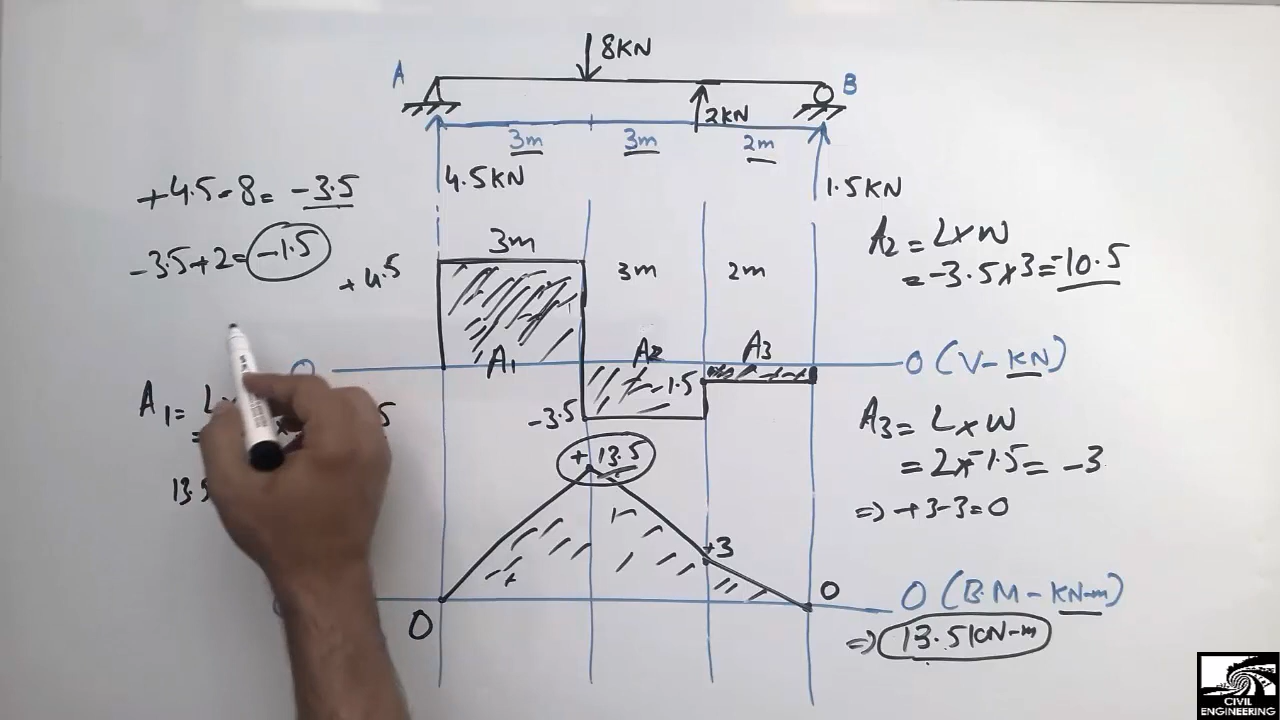 A
8KN
B
2KN
3m
3m
2m
4.5KN
1.5KN
+4.5-8=-3.5
-3.5+2=-1.5
A2=L×W
=-3.5×3=-10.5
3m
3m
2m
+4.5
A1
A2
A3
0
0(V-KN)
-1.5
-3.5
A1=
A3=L×W
=2×-1.5=-3
=>+3-3=0
+13.5
+3
+
0
0
0(B.M-KN-m)
=>13.5KN-m
CIVIL
ENGINEERING